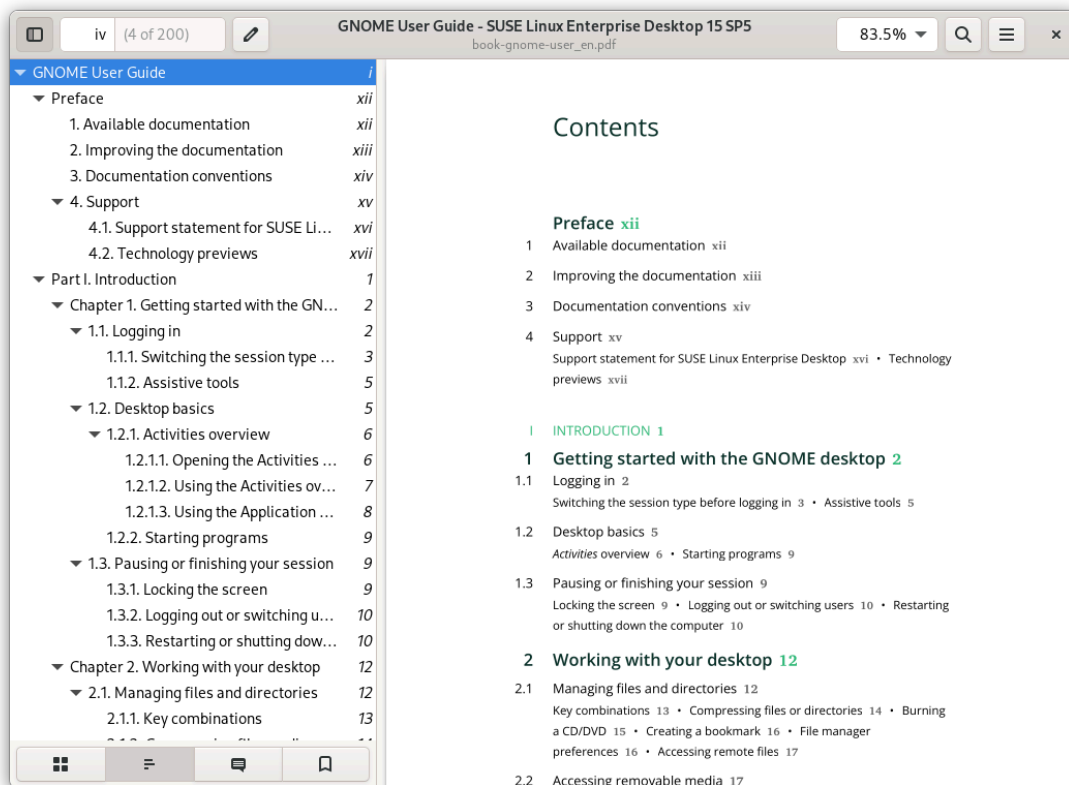 iv (4 of 200)
GNOME User Guide - SUSE Linux Enterprise Desktop 15 SP5
book-gnome-user_en.pdf
83.5%
GNOME User Guide i
Preface xii
1. Available documentation xii
2. Improving the documentation xiii
3. Documentation conventions xiv
4. Support xv
4.1. Support statement for SUSE Li... xvi
4.2. Technology previews xvii
Part I. Introduction 1
Chapter 1. Getting started with the GN... 2
1.1. Logging in 2
1.1.1. Switching the session type ... 3
1.1.2. Assistive tools 5
1.2. Desktop basics 5
1.2.1. Activities overview 6
1.2.1.1. Opening the Activities ... 6
1.2.1.2. Using the Activities ov... 7
1.2.1.3. Using the Application ... 8
1.2.2. Starting programs 9
1.3. Pausing or finishing your session 9
1.3.1. Locking the screen 9
1.3.2. Logging out or switching u... 10
1.3.3. Restarting or shutting dow... 10
Chapter 2. Working with your desktop 12
2.1. Managing files and directories 12
2.1.1. Key combinations 13
Contents
Preface xii
1 Available documentation xii
2 Improving the documentation xiii
3 Documentation conventions xiv
4 Support xv
Support statement for SUSE Linux Enterprise Desktop xvi • Technology
previews xvii
I INTRODUCTION 1
1 Getting started with the GNOME desktop 2
1.1 Logging in 2
Switching the session type before logging in 3 • Assistive tools 5
1.2 Desktop basics 5
Activities overview 6 • Starting programs 9
1.3 Pausing or finishing your session 9
Locking the screen 9 • Logging out or switching users 10 • Restarting
or shutting down the computer 10
2 Working with your desktop 12
2.1 Managing files and directories 12
Key combinations 13 • Compressing files or directories 14 • Burning
a CD/DVD 15 • Creating a bookmark 16 • File manager
preferences 16 • Accessing remote files 17
2.2 Accessing removable media 17